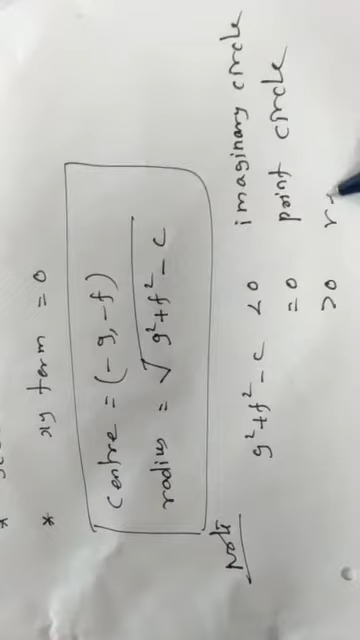 * xy term = 0
centre = (-g, -f)
radius = √g²+f²-c
Note
g²+f²-c <0 imaginary circle
=0 point circle
>0 r